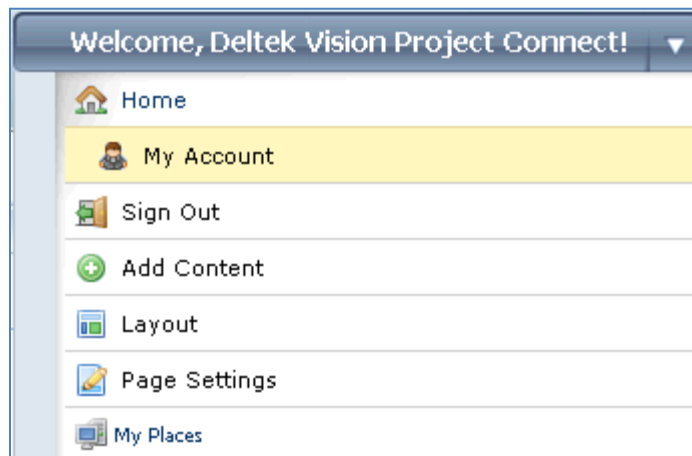 Welcome, Deltek Vision Project Connect!
Home
My Account
Sign Out
Add Content
Layout
Page Settings
My Places